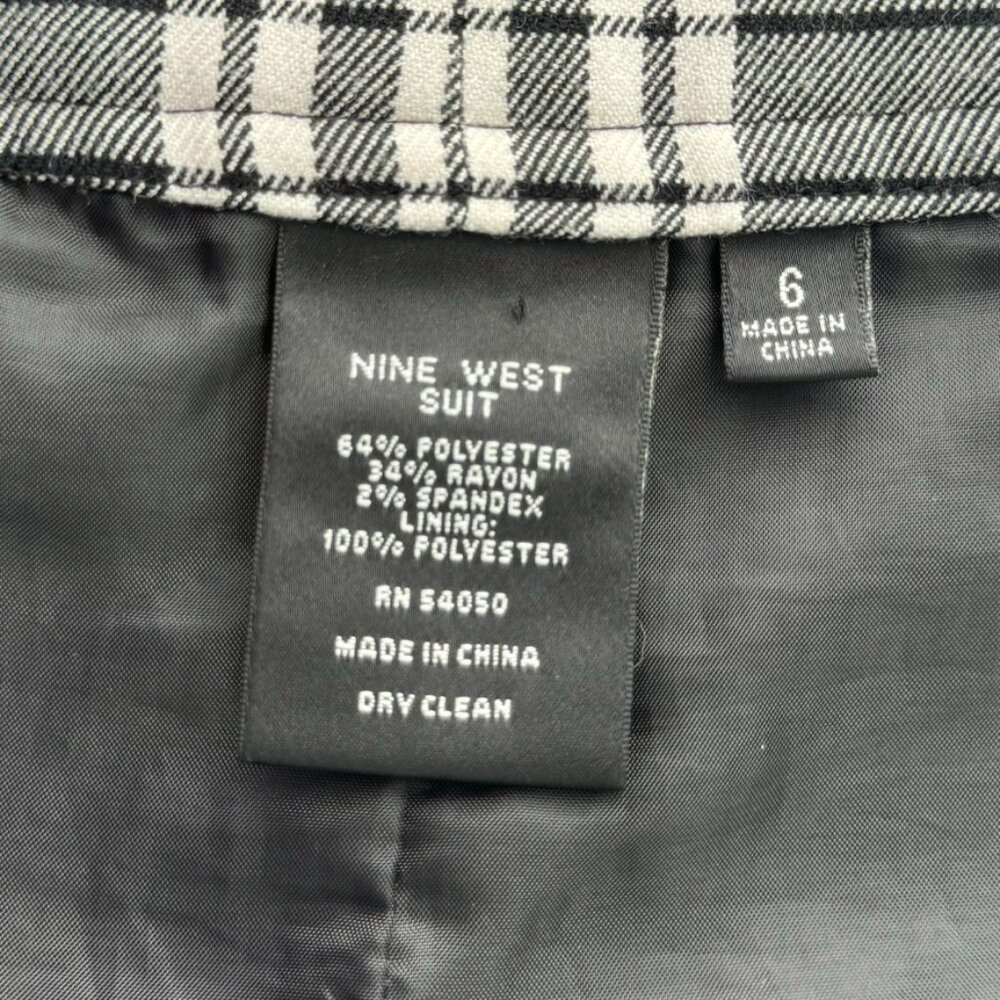 NINE WEST
SUIT
64% POLYESTER
34% RAYON
2% SPANDEX
LINING:
100% POLYESTER
RN 54050
MADE IN CHINA
DRY CLEAN
6
MADE IN
CHINA